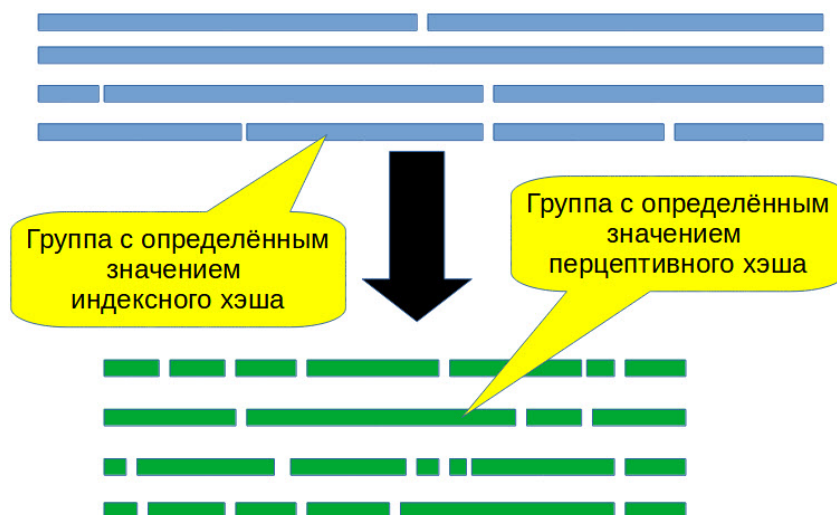 Группа с определённым
значением
индексного хэша
Группа с определённым
значением
перцептивного хэша